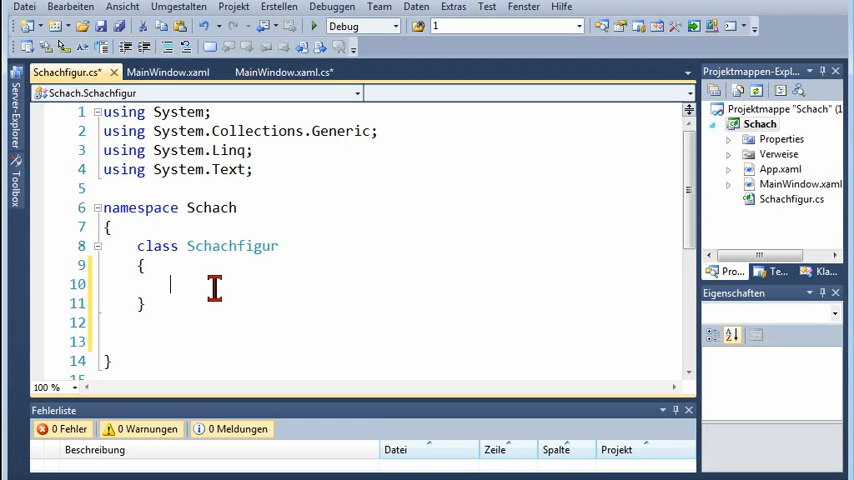 Datei Bearbeiten Ansicht Umgestalten Projekt Erstellen Debuggen Team Daten Extras Test Fenster Hilfe
Debug 1
Schachfigur.cs* MainWindow.xaml MainWindow.xaml.cs* Projektmappen-Expl...
Schach.Schachfigur
Server-Explorer
Toolbox
1 using System;
2 using System.Collections.Generic;
3 using System.Linq;
4 using System.Text;
5
6 namespace Schach
7 {
8 class Schachfigur
9 {
10
11 }
12
13
14 }
15
100 %
Projektmappe "Schach" (1
Schach
Properties
Verweise
App.xaml
MainWindow.xaml
Schachfigur.cs
Pro... Te... Kla...
Eigenschaften
Fehlerliste
0 Fehler 0 Warnungen 0 Meldungen
Beschreibung Datei Zeile Spalte Projekt